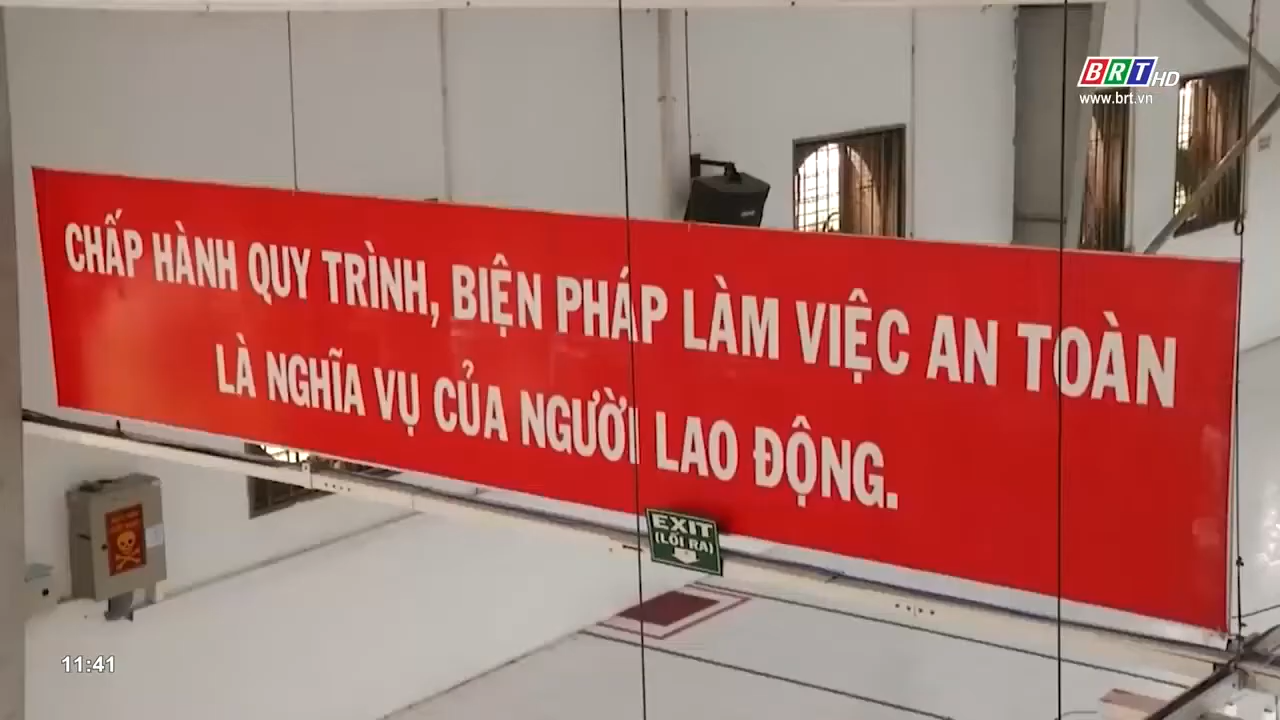 BRT HD
www.brt.vn
CHẤP HÀNH QUY TRÌNH, BIỆN PHÁP LÀM VIỆC AN TOÀN
LÀ NGHĨA VỤ CỦA NGƯỜI LAO ĐỘNG.
EXIT
(LỐI RA)
11:41